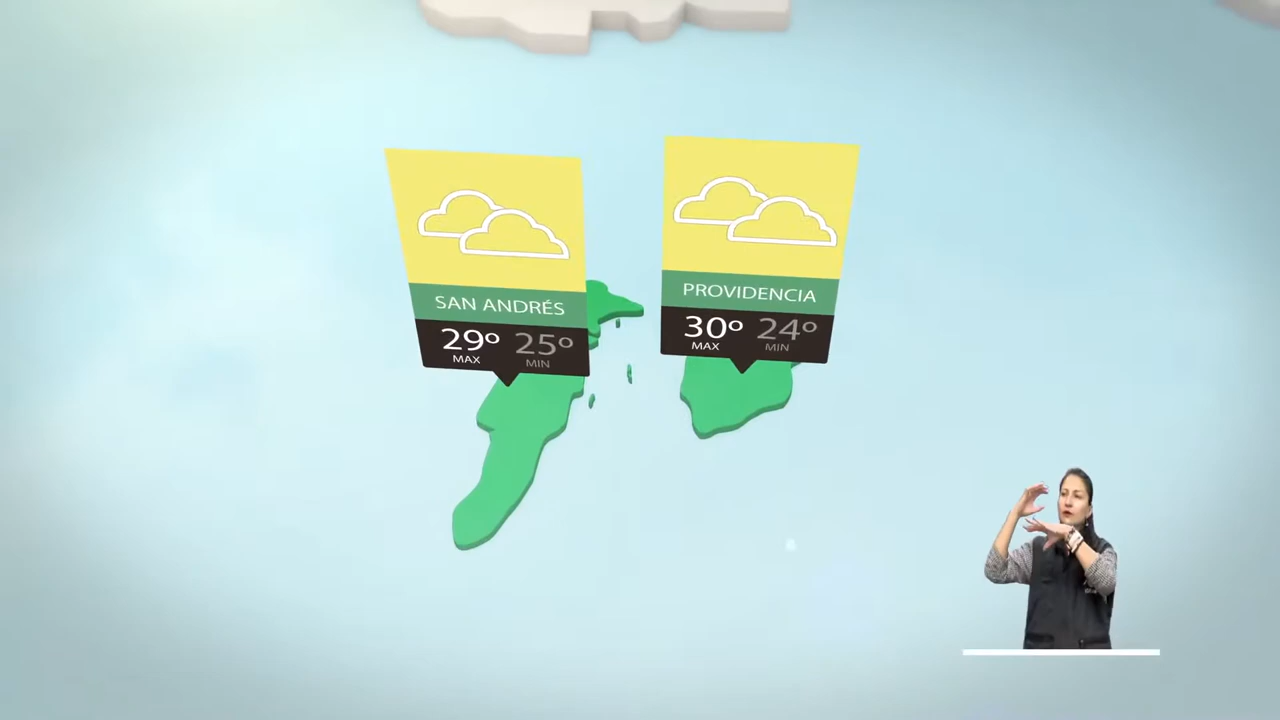 SAN ANDRÉS
29º 25º
MAX MIN
PROVIDENCIA
30º 24º
MAX MIN